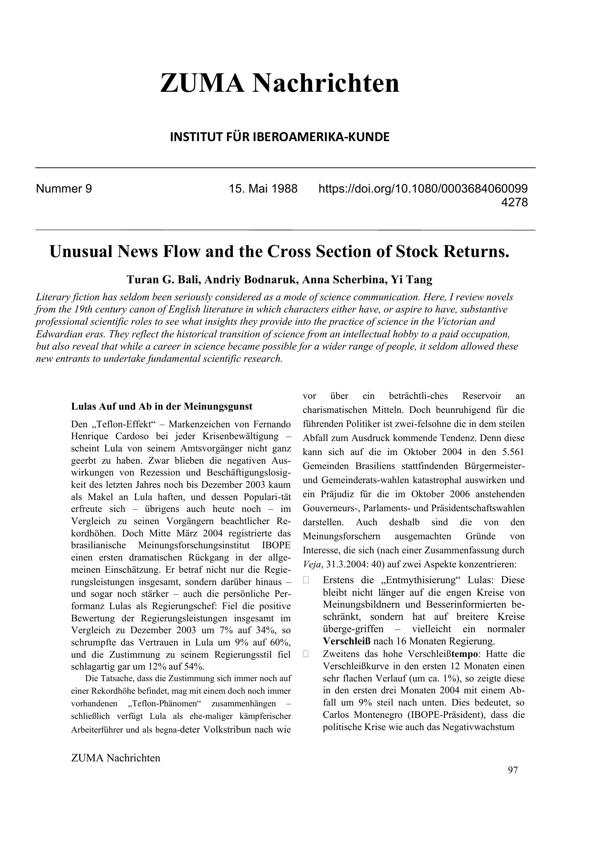 ZUMA Nachrichten
INSTITUT FÜR IBEROAMERIKA-KUNDE
Nummer 9 15. Mai 1988 https://doi.org/10.1080/0003684060099
4278
Unusual News Flow and the Cross Section of Stock Returns.
Turan G. Bali, Andriy Bodnaruk, Anna Scherbina, Yi Tang
Literary fiction has seldom been seriously considered as a mode of science communication. Here, I review novels
from the 19th century canon of English literature in which characters either have, or aspire to have, substantive
professional scientific roles to see what insights they provide into the practice of science in the Victorian and
Edwardian eras. They reflect the historical transition of science from an intellectual hobby to a paid occupation,
but also reveal that while a career in science became possible for a wider range of people, it seldom allowed these
new entrants to undertake fundamental scientific research.
Lulas Auf und Ab in der Meinungsgunst
Den „Teflon-Effekt“ – Markenzeichen von Fernando
Henrique Cardoso bei jeder Krisenbewältigung –
scheint Lula von seinem Amtsvorgänger nicht ganz
geerbt zu haben. Zwar blieben die negativen Aus-
wirkungen von Rezession und Beschäftigungslosig-
keit des letzten Jahres noch bis Dezember 2003 kaum
als Makel an Lula haften, und dessen Populari-tät
erfreute sich – übrigens auch heute noch – im
Vergleich zu seinen Vorgängern beachtlicher Re-
kordhöhen. Doch Mitte März 2004 registrierte das
brasilianische Meinungsforschungsinstitut IBOPE
einen ersten dramatischen Rückgang in der allge-
meinen Einschätzung. Er betraf nicht nur die Regie-
rungsleistungen insgesamt, sondern darüber hinaus –
und sogar noch stärker – auch die persönliche Per-
formanz Lulas als Regierungschef: Fiel die positive
Bewertung der Regierungsleistungen insgesamt im
Vergleich zu Dezember 2003 um 7% auf 34%, so
schrumpfte das Vertrauen in Lula um 9% auf 60%,
und die Zustimmung zu seinem Regierungsstil fiel
schlagartig gar um 12% auf 54%.
Die Tatsache, dass die Zustimmung sich immer noch auf
einer Rekordhöhe befindet, mag mit einem doch noch immer
vorhandenen „Teflon-Phänomen“ zusammenhängen –
schließlich verfügt Lula als ehe-maliger kämpferischer
Arbeiterführer und als begna-deter Volkstribun nach wie
vor über ein beträchtli-ches Reservoir an
charismatischen Mitteln. Doch beunruhigend für die
führenden Politiker ist zwei-felsohne die in dem steilen
Abfall zum Ausdruck kommende Tendenz. Denn diese
kann sich auf die im Oktober 2004 in den 5.561
Gemeinden Brasiliens stattfindenden Bürgermeister-
und Gemeinderats-wahlen katastrophal auswirken und
ein Präjudiz für die im Oktober 2006 anstehenden
Gouverneurs-, Parlaments- und Präsidentschaftswahlen
darstellen. Auch deshalb sind die von den
Meinungsforschern ausgemachten Gründe von
Interesse, die sich (nach einer Zusammenfassung durch
Veja, 31.3.2004: 40) auf zwei Aspekte konzentrieren:
Erstens die „Entmythisierung“ Lulas: Diese
bleibt nicht länger auf die engen Kreise von
Meinungsbildnern und Besserinformierten be-
schränkt, sondern hat auf breitere Kreise
überge-griffen – vielleicht ein normaler
Verschleiß nach 16 Monaten Regierung.
Zweitens das hohe Verschleißtempo: Hatte die
Verschleißkurve in den ersten 12 Monaten einen
sehr flachen Verlauf (um ca. 1%), so zeigte diese
in den ersten drei Monaten 2004 mit einem Ab-
fall um 9% steil nach unten. Dies bedeutet, so
Carlos Montenegro (IBOPE-Präsident), dass die
politische Krise wie auch das Negativwachstum
ZUMA Nachrichten
97